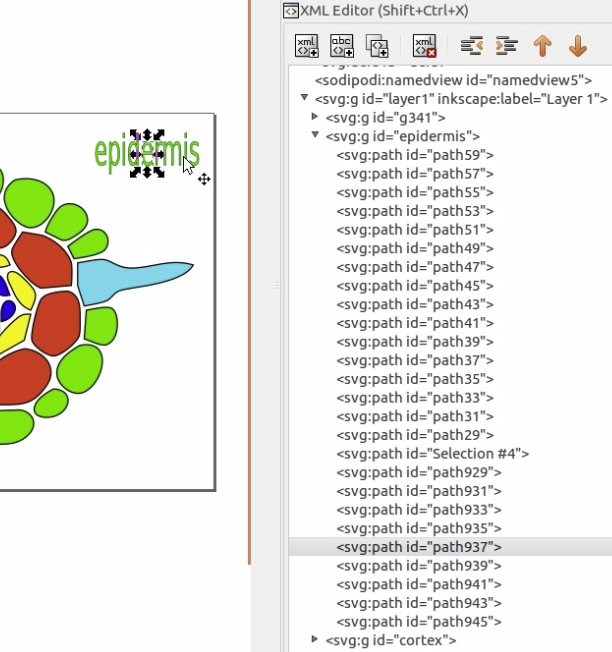 XML Editor (Shift+Ctrl+X)
xml
abc
xml
<sodipodi:namedview id="namedview5">
<svg:g id="layer1" inkscape:label="Layer 1">
<svg:g id="g341">
<svg:g id="epidermis">
epidermis
<svg:path id="path59">
<svg:path id="path57">
<svg:path id="path55">
<svg:path id="path53">
<svg:path id="path51">
<svg:path id="path49">
<svg:path id="path47">
<svg:path id="path45">
<svg:path id="path43">
<svg:path id="path41">
<svg:path id="path39">
<svg:path id="path37">
<svg:path id="path35">
<svg:path id="path33">
<svg:path id="path31">
<svg:path id="path29">
<svg:path id="Selection #4">
<svg:path id="path929">
<svg:path id="path931">
<svg:path id="path933">
<svg:path id="path935">
<svg:path id="path937">
<svg:path id="path939">
<svg:path id="path941">
<svg:path id="path943">
<svg:path id="path945">
<svg:g id="cortex">